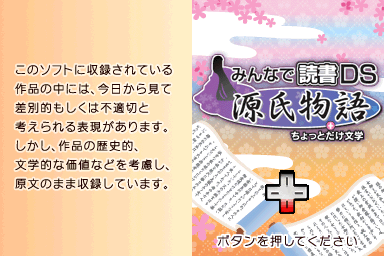 このソフトに収録されている
作品の中には、今日から見て
差別的もしくは不適切と
考えられる表現があります。
しかし、作品の歴史的、
文学的な価値などを考慮し、
原文のまま収録しています。
みんなで読書DS
源氏物語
+
ちょっとだけ文学
ボタンを押してください